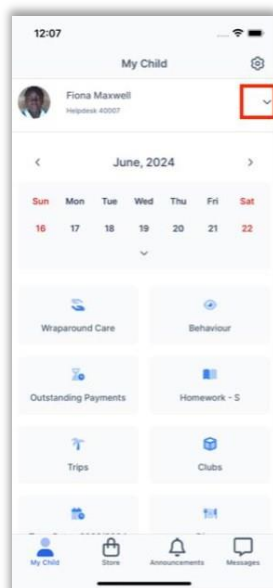 12:07
My Child
Fiona Maxwell
Helpdesk 40007
June, 2024
Sun Mon Tue Wed Thu Fri Sat
16 17 18 19 20 21 22
Wraparound Care Behaviour
Outstanding Payments Homework - S
Trips Clubs
My Child Store Announcements Messages